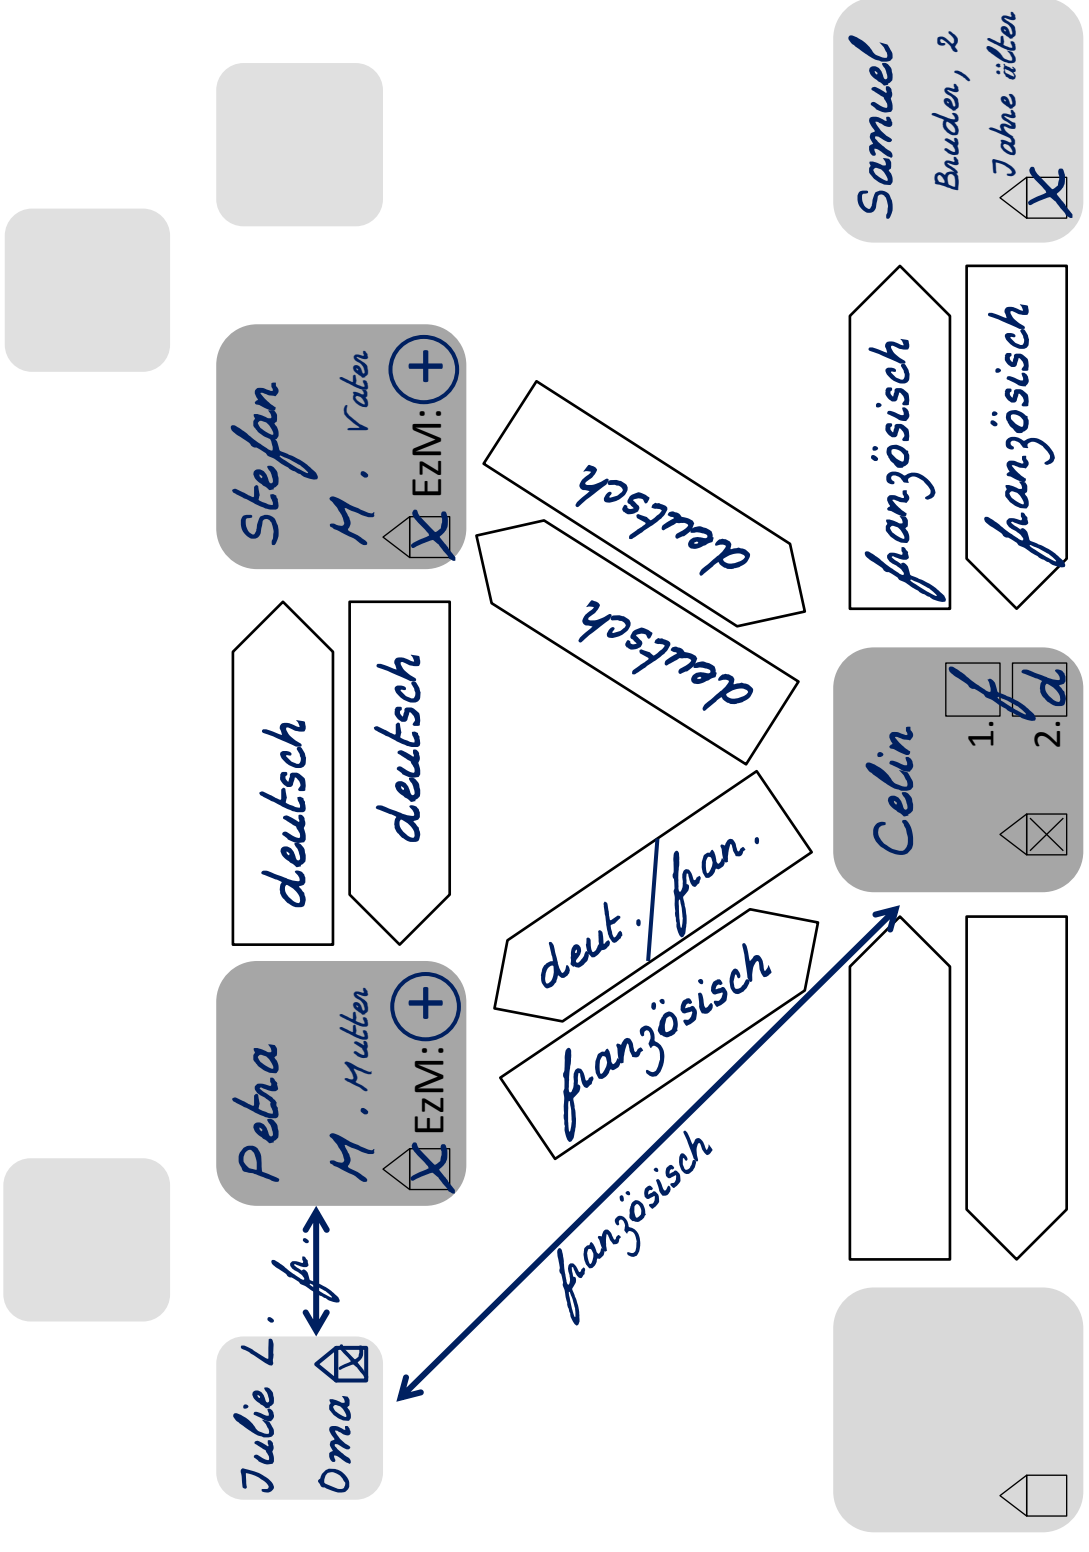 Julie L.
Oma
fr.
Petra
M. Mutter
EzM: +
deutsch
deutsch
Stefan
M. Vater
EzM: +
französisch
französisch
deut. / fran.
deutsch
deutsch
Celin
1. f
2. d
französisch
französisch
Samuel
Bruder, 2
Jahre älter